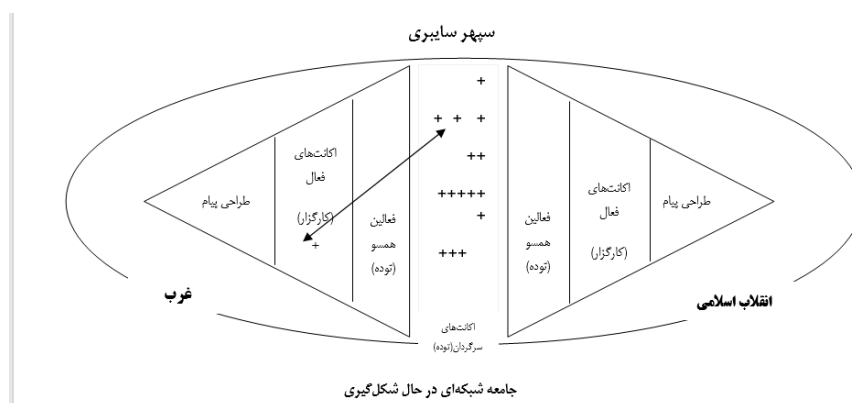 سپهر سایبری
+
+ + +
++
+++++
+
+++
طراحی پیام
اکانت‌های
فعال
(کارگزار)
فعالین
همسو
(توده)
اکانت‌های
فعال
(کارگزار)
+
طراحی پیام
فعالین
همسو
(توده)
انقلاب اسلامی
غرب
اکانت‌های
سرگردان(توده)
جامعه شبکه‌ای در حال شکل‌گیری